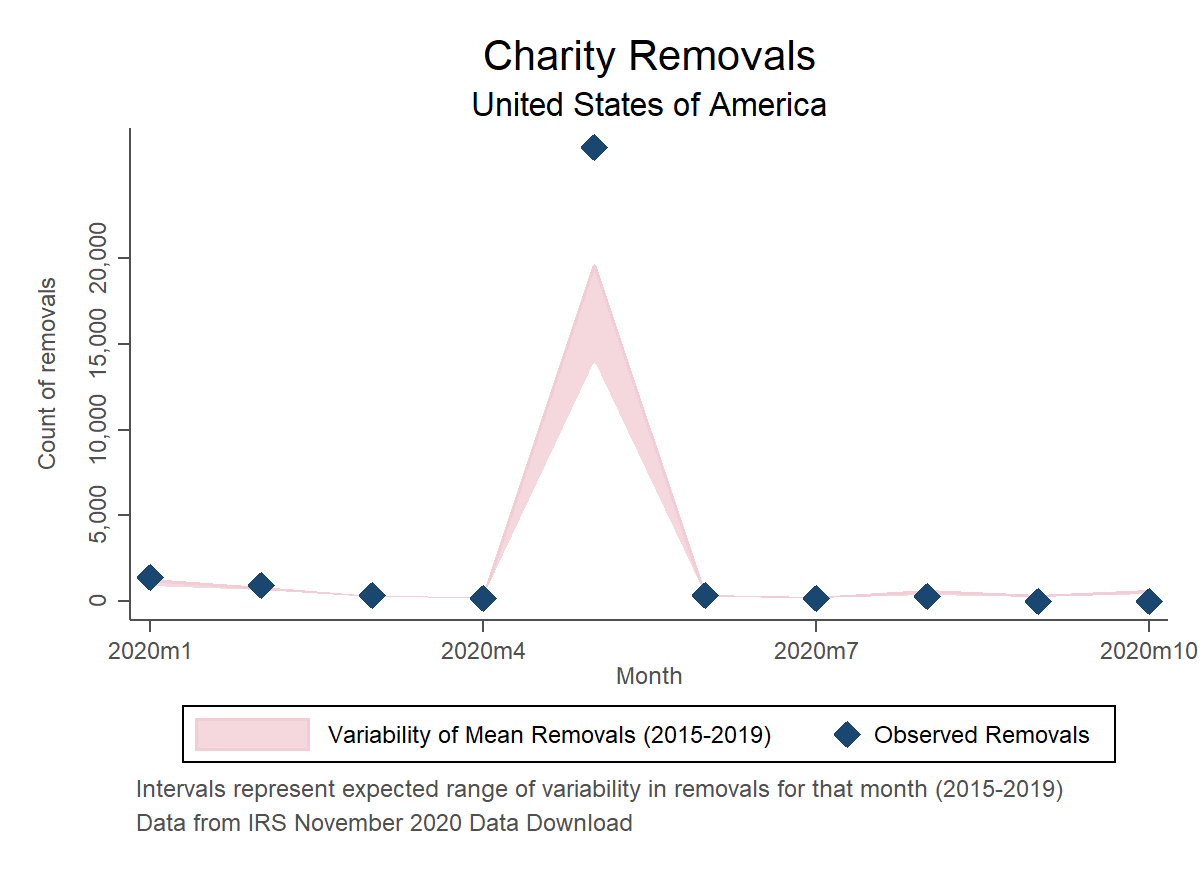 Charity Removals
United States of America
Count of removals
20,000
15,000
10,000
5,000
0
2020m1 2020m4 2020m7 2020m10
Month
Variability of Mean Removals (2015-2019) Observed Removals
Intervals represent expected range of variability in removals for that month (2015-2019)
Data from IRS November 2020 Data Download